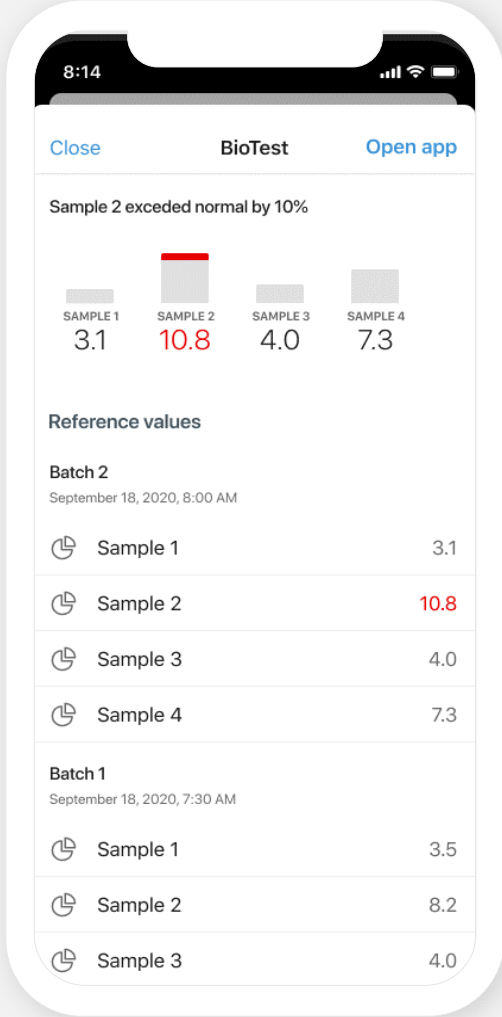 8:14
Close BioTest Open app
Sample 2 exceded normal by 10%
SAMPLE 1 SAMPLE 2 SAMPLE 3 SAMPLE 4
3.1 10.8 4.0 7.3
Reference values
Batch 2
September 18, 2020, 8:00 AM
Sample 1 3.1
Sample 2 10.8
Sample 3 4.0
Sample 4 7.3
Batch 1
September 18, 2020, 7:30 AM
Sample 1 3.5
Sample 2 8.2
Sample 3 4.0